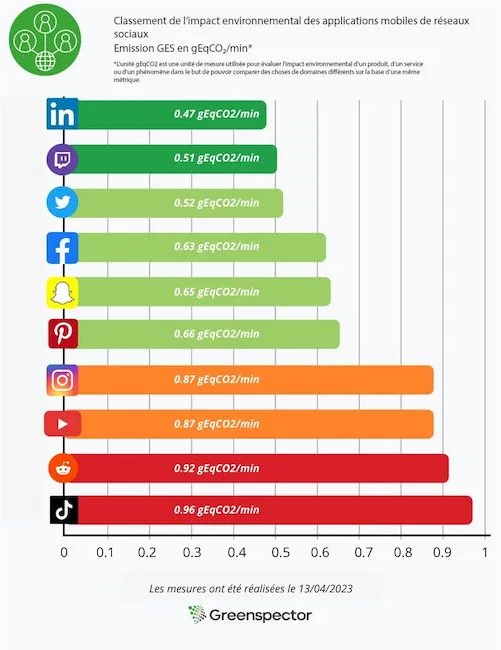 Classement de l'impact environnemental des applications mobiles de réseaux
sociaux
Emission GES en gEqCO₂/min*
*L'unité gEqCO2 est une unité de mesure utilisée pour évaluer l'impact environnemental d'un produit, d'un service
ou d'un phénomène dans le but de pouvoir comparer des choses de domaines différents sur la base d'une même
métrique.
in 0.47 gEqCO2/min
0.51 gEqCO2/min
0.52 gEqCO2/min
f 0.63 gEqCO2/min
0.65 gEqCO2/min
0.66 gEqCO2/min
0.87 gEqCO2/min
0.87 gEqCO2/min
0.92 gEqCO2/min
0.96 gEqCO2/min
0 0.1 0.2 0.3 0.4 0.5 0.6 0.7 0.8 0.9 1
Les mesures ont été réalisées le 13/04/2023
Greenspector